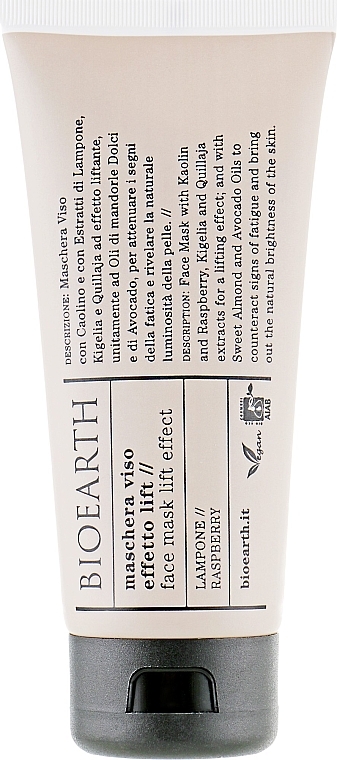 BIOEARTH
maschera viso
effetto lift //
face mask lift effect
LAMPONE //
RASPBERRY
bioearth.it
DESCRIZIONE: Maschera Viso
con Caolino e con Estratti di Lampone,
Kigelia e Quillaja ad effetto liftante,
unitamente ad Oli di mandorle Dolci
e di Avocado, per attenuare i segni
della fatica e rivelare la naturale
luminosità della pelle. //
DESCRIPTION: Face Mask with Kaolin
and Raspberry, Kigelia and Quillaja
extracts for a lifting effect; and with
Sweet Almond and Avocado Oils to
counteract signs of fatigue and bring
out the natural brightness of the skin.
Vegan
AIAB